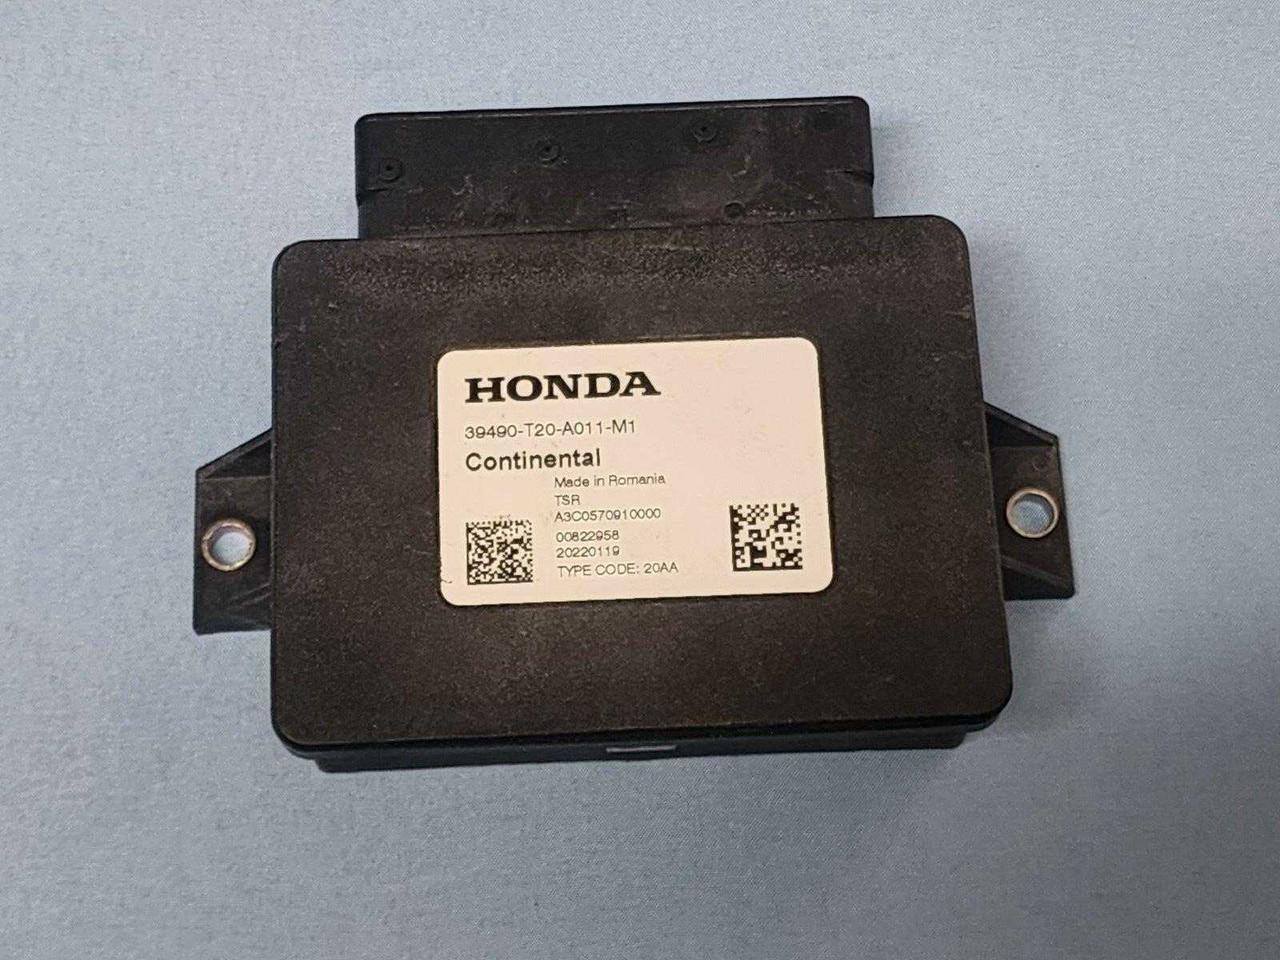 HONDA
39490-T20-A011-M1
Continental
Made in Romania
TSR
A3C0570910000
00822958
20220119
TYPE CODE: 20AA